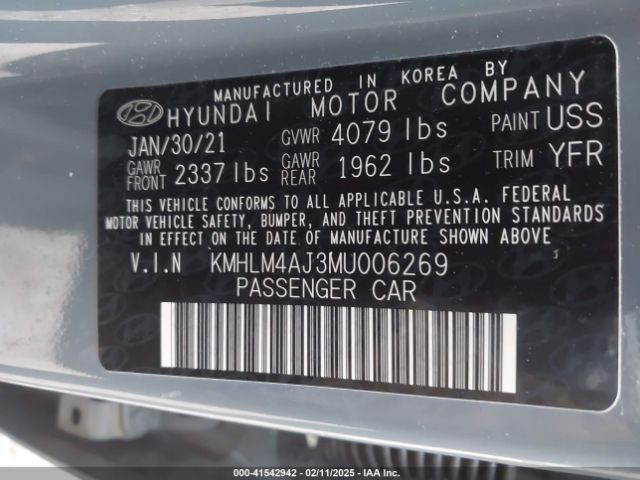 MANUFACTURED IN KOREA BY
HYUNDAI MOTOR COMPANY
JAN/30/21 GVWR 4079 lbs PAINT USS
GAWR FRONT 2337 lbs GAWR REAR 1962 lbs TRIM YFR
THIS VEHICLE CONFORMS TO ALL APPLICABLE U.S.A. FEDERAL
MOTOR VEHICLE SAFETY, BUMPER, AND THEFT PREVENTION STANDARDS
IN EFFECT ON THE DATE OF MANUFACTURE SHOWN ABOVE
V.I.N KMHLM4AJ3MU006269
PASSENGER CAR
000-41542942 - 02/11/2025 - IAA Inc.